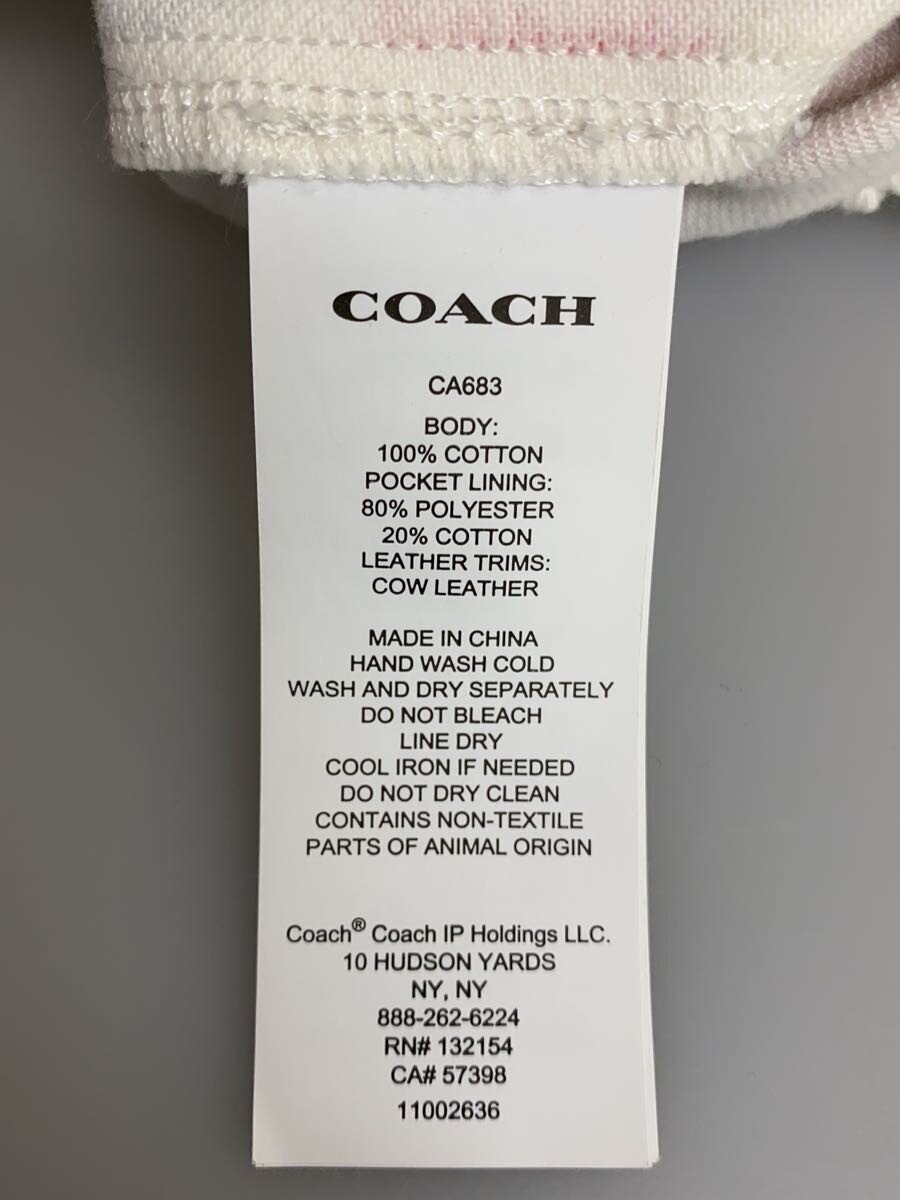 COACH
CA683
BODY:
100% COTTON
POCKET LINING:
80% POLYESTER
20% COTTON
LEATHER TRIMS:
COW LEATHER
MADE IN CHINA
HAND WASH COLD
WASH AND DRY SEPARATELY
DO NOT BLEACH
LINE DRY
COOL IRON IF NEEDED
DO NOT DRY CLEAN
CONTAINS NON-TEXTILE
PARTS OF ANIMAL ORIGIN
Coach® Coach IP Holdings LLC.
10 HUDSON YARDS
NY, NY
888-262-6224
RN# 132154
CA# 57398
11002636